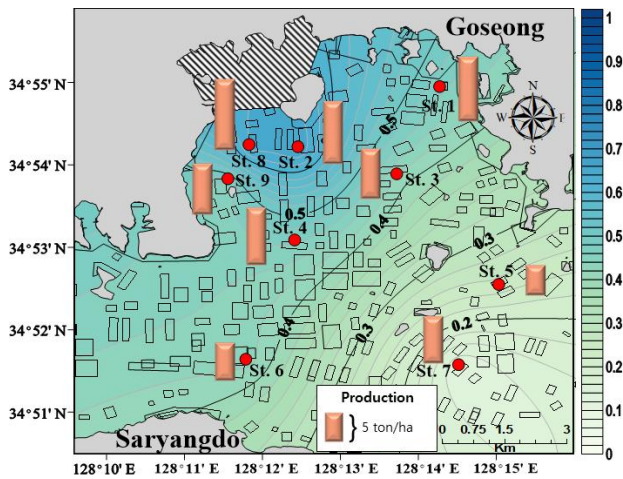 Goseong
1
0.9
0.8
0.7
0.6
0.5
0.4
0.3
0.2
0.1
0
34°55' N
34°54' N
34°53' N
34°52' N
34°51' N
N
W
E
S
St. 1
0.5
St. 8
St. 2
St. 9
St. 3
0.5
St. 4
0.4
0.3
St. 5
0.4
0.3
0.2
St. 6
St. 7
Production
5 ton/ha
0
0.75
1.5
3
Km
Saryangdo
128°10' E
128°11' E
128°12' E
128°13' E
128°14' E
128°15' E